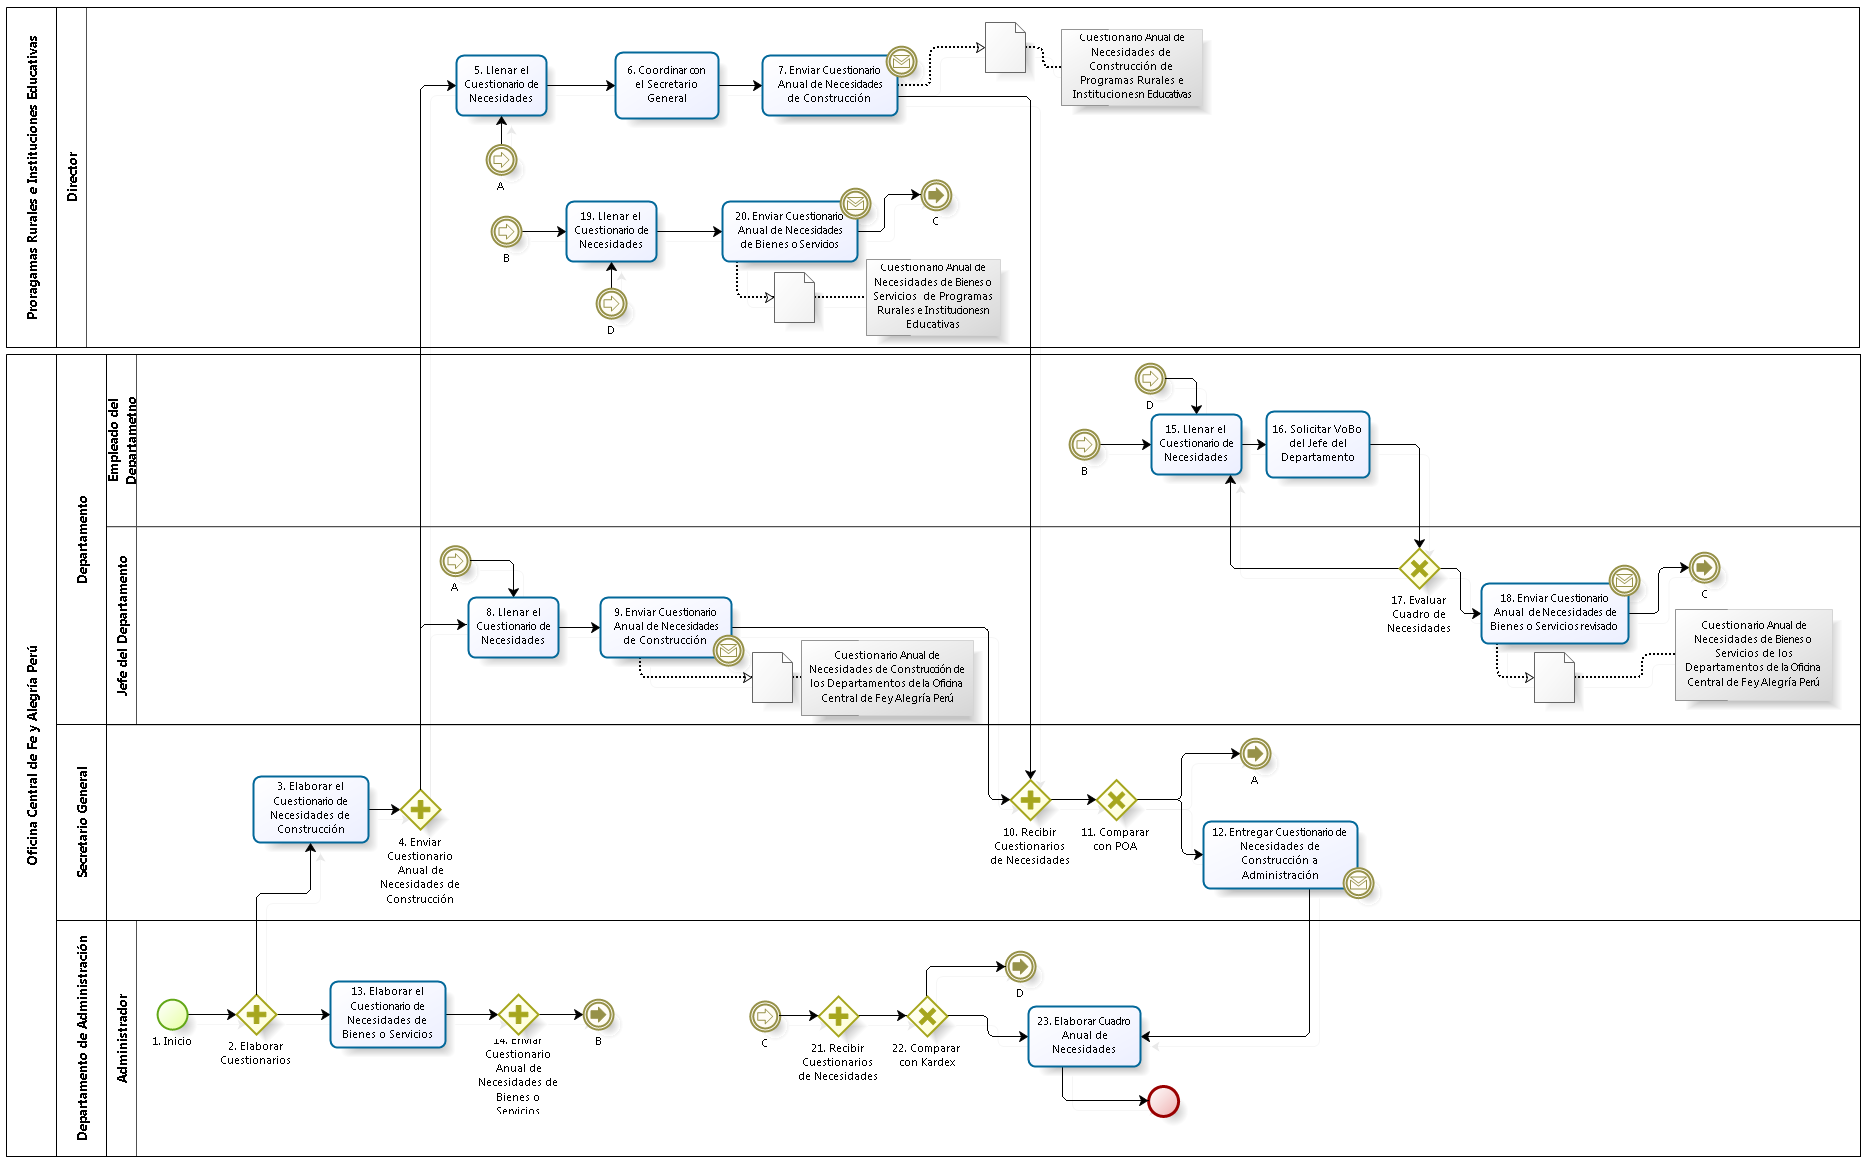 Proragamas Rurales e Instituciones Educativas
Director
5. Llenar el
Cuestionario de
Necesidades
6. Coordinar con
el Secretario
General
7. Enviar Cuestionario
Anual de Necesidades
de Construcción
Cuestionario Anual de
Necesidades de
Construcción de
Programas Rurales e
Institucionesn Educativas
A
B
19. Llenar el
Cuestionario de
Necesidades
20. Enviar Cuestionario
Anual de Necesidades
de Bienes o Servicios
C
D
Cuestionario Anual de
Necesidades de Bienes o
Servicios de Programas
Rurales e Institucionesn
Educativas
Oficina Central de Fe y Alegría Perú
Departamento
Empleado del
Departametno
D
B
15. Llenar el
Cuestionario de
Necesidades
16. Solicitar VoBo
del Jefe del
Departamento
Jefe del Departamento
A
8. Llenar el
Cuestionario de
Necesidades
9. Enviar Cuestionario
Anual de Necesidades
de Construcción
Cuestionario Anual de
Necesidades de Construcción de
los Departamentos de la Oficina
Central de Fe y Alegría Perú
17. Evaluar
Cuadro de
Necesidades
18. Enviar Cuestionario
Anual de Necesidades de
Bienes o Servicios revisado
C
Cuestionario Anual de
Necesidades de Bienes o
Servicios de los
Departamentos de la Oficina
Central de Fe y Alegría Perú
Secretario General
3. Elaborar el
Cuestionario de
Necesidades de
Construcción
4. Enviar
Cuestionario
Anual de
Necesidades de
Construcción
10. Recibir
Cuestionarios
de Necesidades
11. Comparar
con POA
A
12. Entregar Cuestionario de
Necesidades de
Construcción a
Administración
Departamento de Administración
Administrador
1. Inicio
2. Elaborar
Cuestionarios
13. Elaborar el
Cuestionario de
Necesidades de
Bienes o Servicios
14. Enviar
Cuestionario
Anual de
Necesidades de
Bienes o
Servicios
B
C
21. Recibir
Cuestionarios
de Necesidades
22. Comparar
con Kardex
D
23. Elaborar Cuadro
Anual de
Necesidades